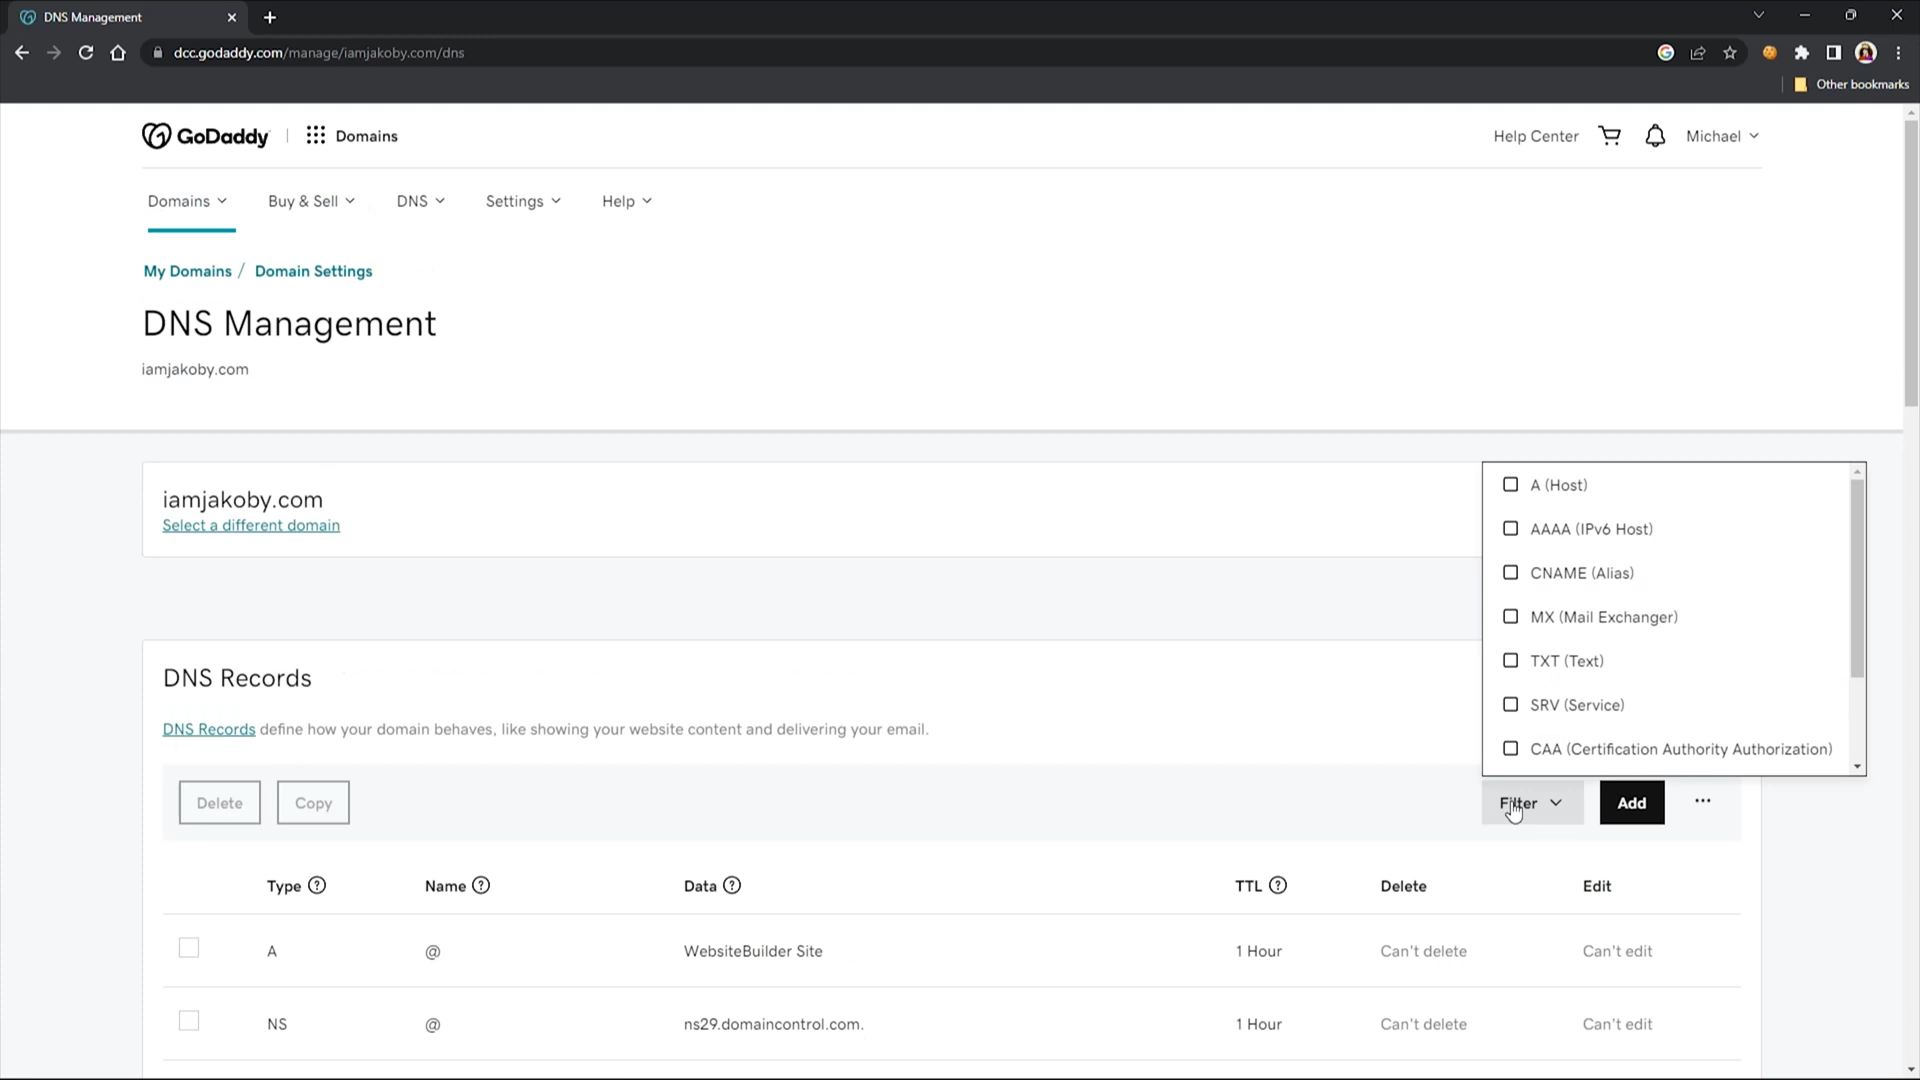 DNS Management
dcc.godaddy.com/manage/iamjakoby.com/dns
Other bookmarks
GoDaddy
Domains
Help Center
Michael
Domains
Buy & Sell
DNS
Settings
Help
My Domains / Domain Settings
DNS Management
iamjakoby.com
iamjakoby.com
Select a different domain
A (Host)
AAAA (IPv6 Host)
CNAME (Alias)
MX (Mail Exchanger)
TXT (Text)
SRV (Service)
CAA (Certification Authority Authorization)
DNS Records
DNS Records define how your domain behaves, like showing your website content and delivering your email.
Delete
Copy
Filter
Add
Type
Name
Data
TTL
Delete
Edit
A
@
WebsiteBuilder Site
1 Hour
Can't delete
Can't edit
NS
@
ns29.domaincontrol.com.
1 Hour
Can't delete
Can't edit